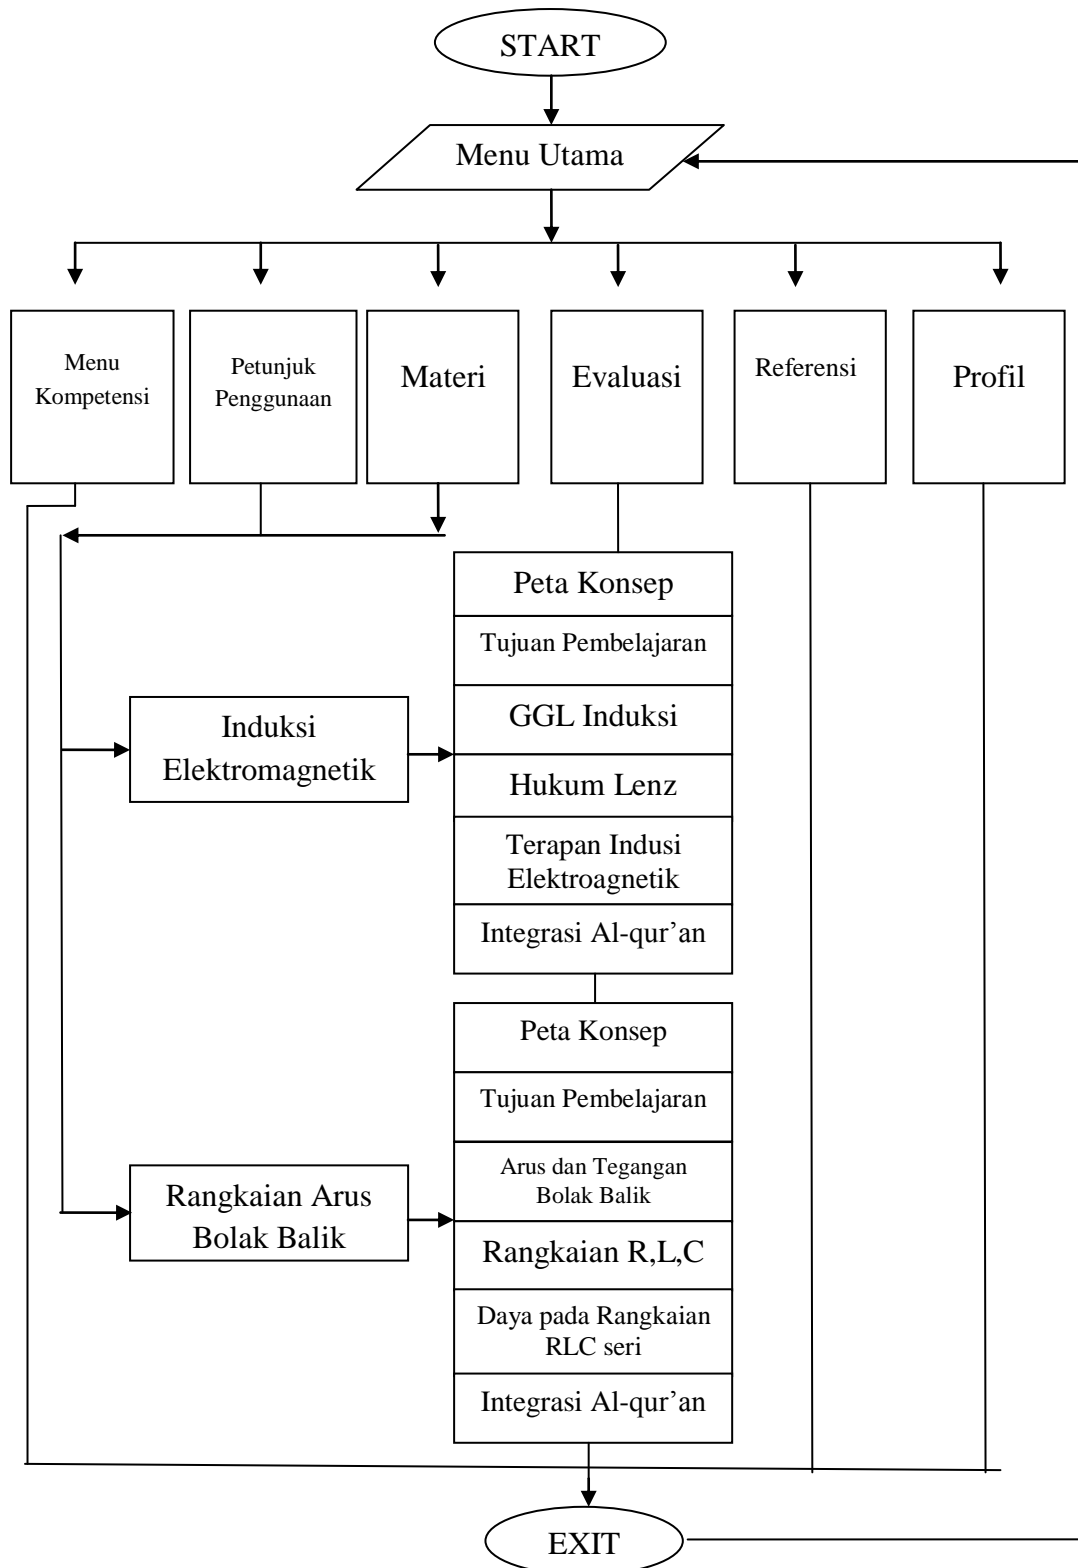 START
Menu Utama
Menu
Kompetensi
Petunjuk
Penggunaan
Materi
Evaluasi
Referensi
Profil
Peta Konsep
Tujuan Pembelajaran
GGL Induksi
Hukum Lenz
Terapan Indusi
Elektroagnetik
Integrasi Al-qur’an
Induksi
Elektromagnetik
Peta Konsep
Tujuan Pembelajaran
Arus dan Tegangan
Bolak Balik
Rangkaian R,L,C
Daya pada Rangkaian
RLC seri
Integrasi Al-qur’an
Rangkaian Arus
Bolak Balik
EXIT